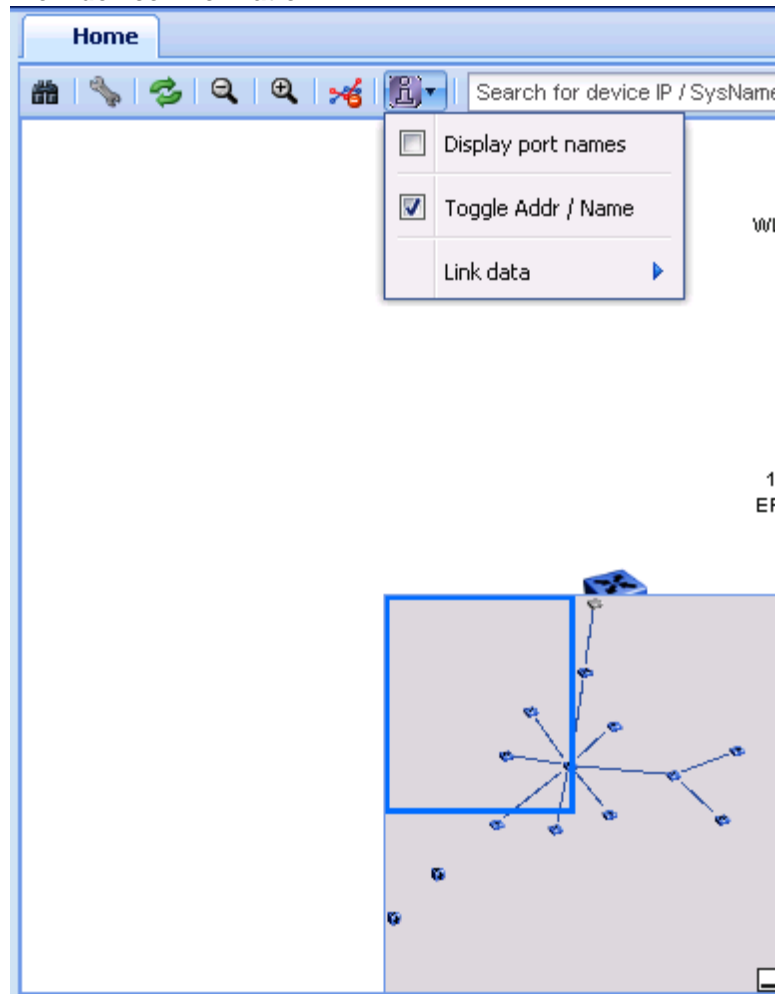 Home
Search for device IP / SysName
Display port names
Toggle Addr / Name
Link data